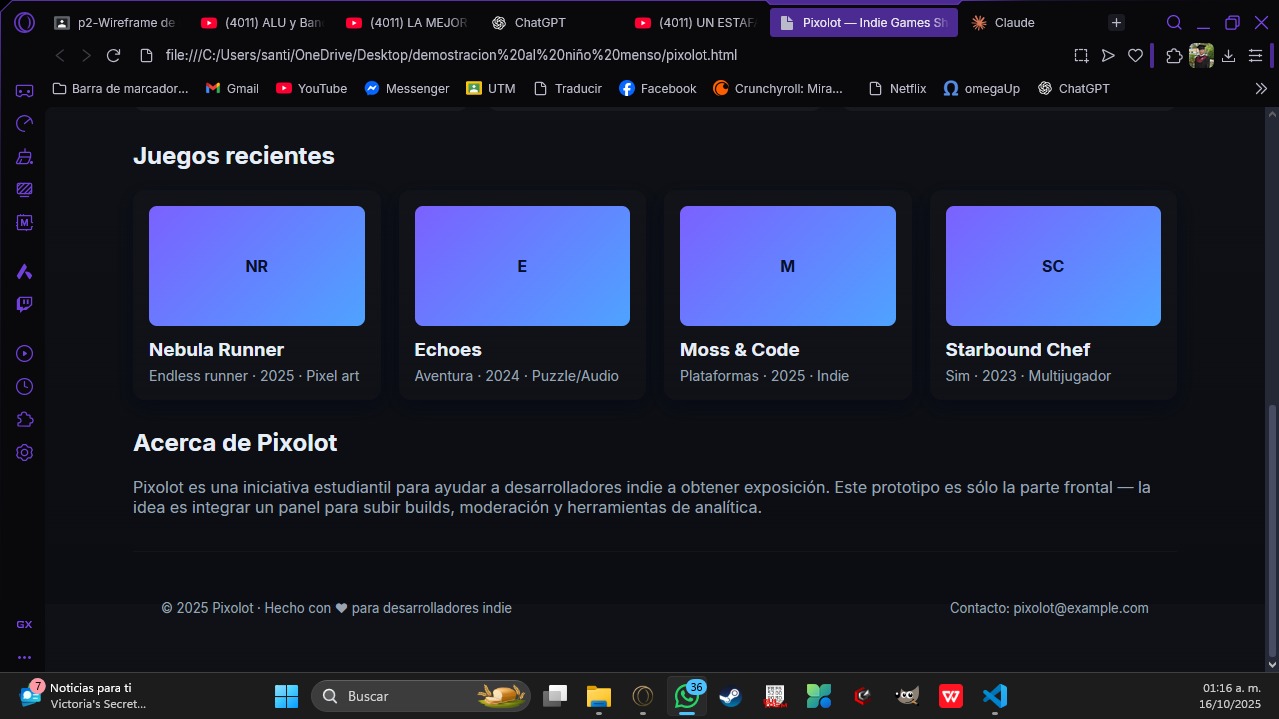 p2-Wireframe de
(4011) ALU y Ban
(4011) LA MEJOR
ChatGPT
(4011) UN ESTAFA
Pixolot — Indie Games Sh
Claude
file:///C:/Users/santi/OneDrive/Desktop/demostracion%20al%20niño%20menso/pixolot.html
Barra de marcador...
Gmail
YouTube
Messenger
UTM
Traducir
Facebook
Crunchyroll: Mira...
Netflix
omegaUp
ChatGPT
Juegos recientes
NR
E
M
SC
Nebula Runner
Echoes
Moss & Code
Starbound Chef
Endless runner · 2025 · Pixel art
Aventura · 2024 · Puzzle/Audio
Plataformas · 2025 · Indie
Sim · 2023 · Multijugador
Acerca de Pixolot
Pixolot es una iniciativa estudiantil para ayudar a desarrolladores indie a obtener exposición. Este prototipo es sólo la parte frontal — la
idea es integrar un panel para subir builds, moderación y herramientas de analítica.
© 2025 Pixolot · Hecho con ❤ para desarrolladores indie
Contacto: pixolot@example.com
GX
7
Noticias para ti
Victoria's Secret...
Buscar
36
01:16 a. m.
16/10/2025